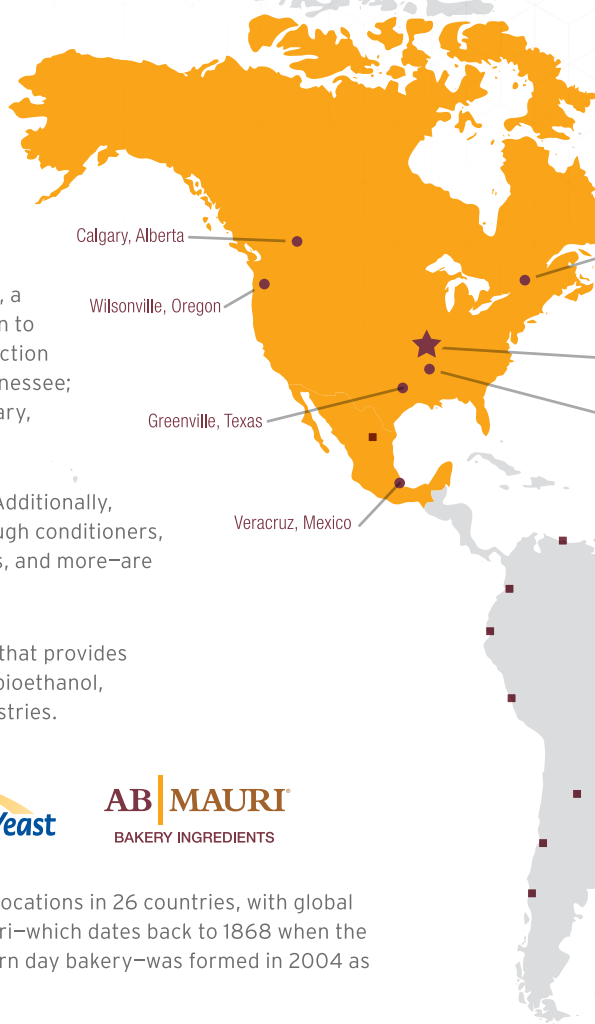 Calgary, Alberta
Wilsonville, Oregon
, a
n to
ction
nessee;
ary,
Greenville, Texas
Additionally,
ugh conditioners,
s, and more—are
Veracruz, Mexico
that provides
bioethanol,
stries.
Yeast
AB MAURI®
BAKERY INGREDIENTS
locations in 26 countries, with global
ri—which dates back to 1868 when the
rn day bakery—was formed in 2004 as